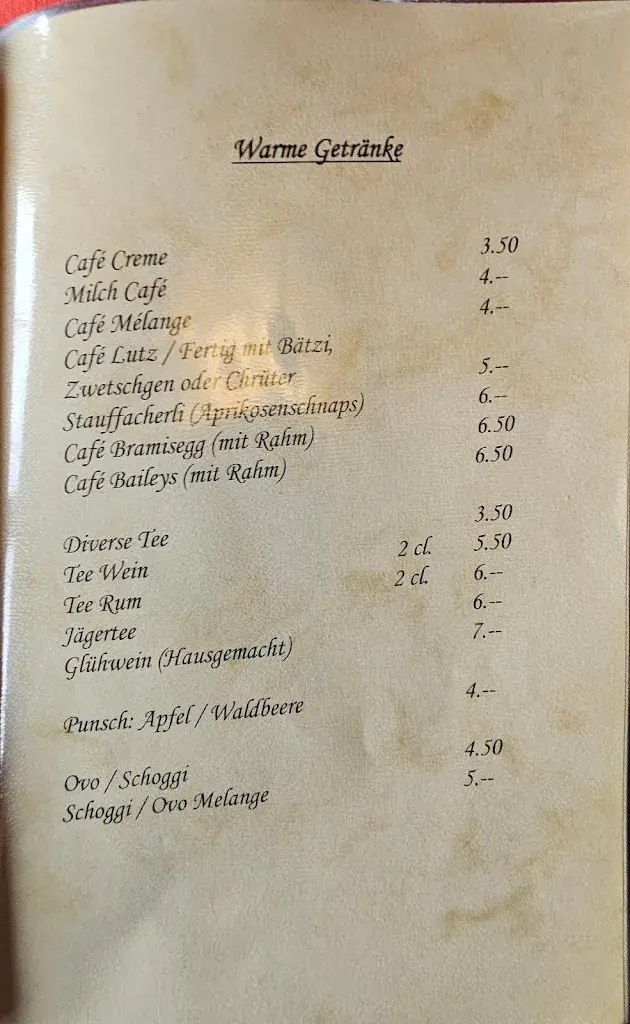 Warme Getränke
Café Creme 3.50
Milch Café 4.--
Café Mélange 4.--
Café Lutz / Fertig mit Bätzi,
Zwetschgen oder Chrüter 5.--
Stauffacherli (Aprikosenschnaps) 6.--
Café Bramisegg (mit Rahm) 6.50
Café Baileys (mit Rahm) 6.50
Diverse Tee 3.50
Tee Wein 2 cl. 5.50
Tee Rum 2 cl. 6.--
Jägertee 6.--
Glühwein (Hausgemacht) 7.--
Punsch: Apfel / Waldbeere 4.--
Ovo / Schoggi 4.50
Schoggi / Ovo Melange 5.--